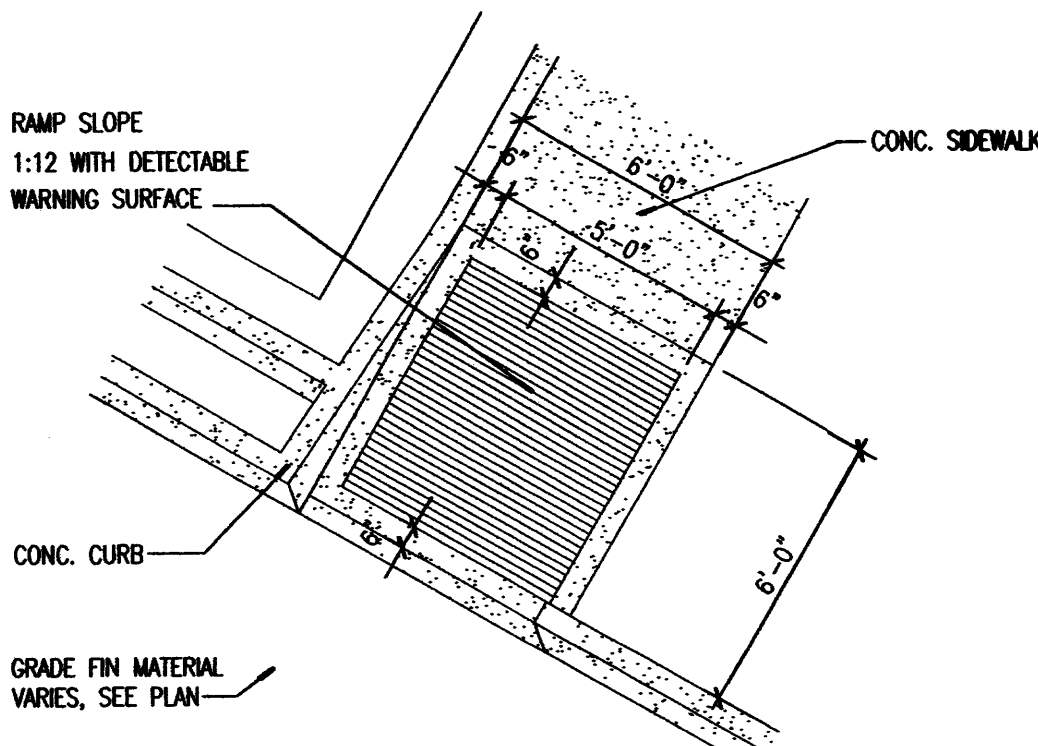 RAMP SLOPE
1:12 WITH DETECTABLE
WARNING SURFACE
CONC. SIDEWALK
6"
6'-0"
5'-0"
6"
6"
6"
6'-0"
CONC. CURB
GRADE FIN MATERIAL
VARIES, SEE PLAN